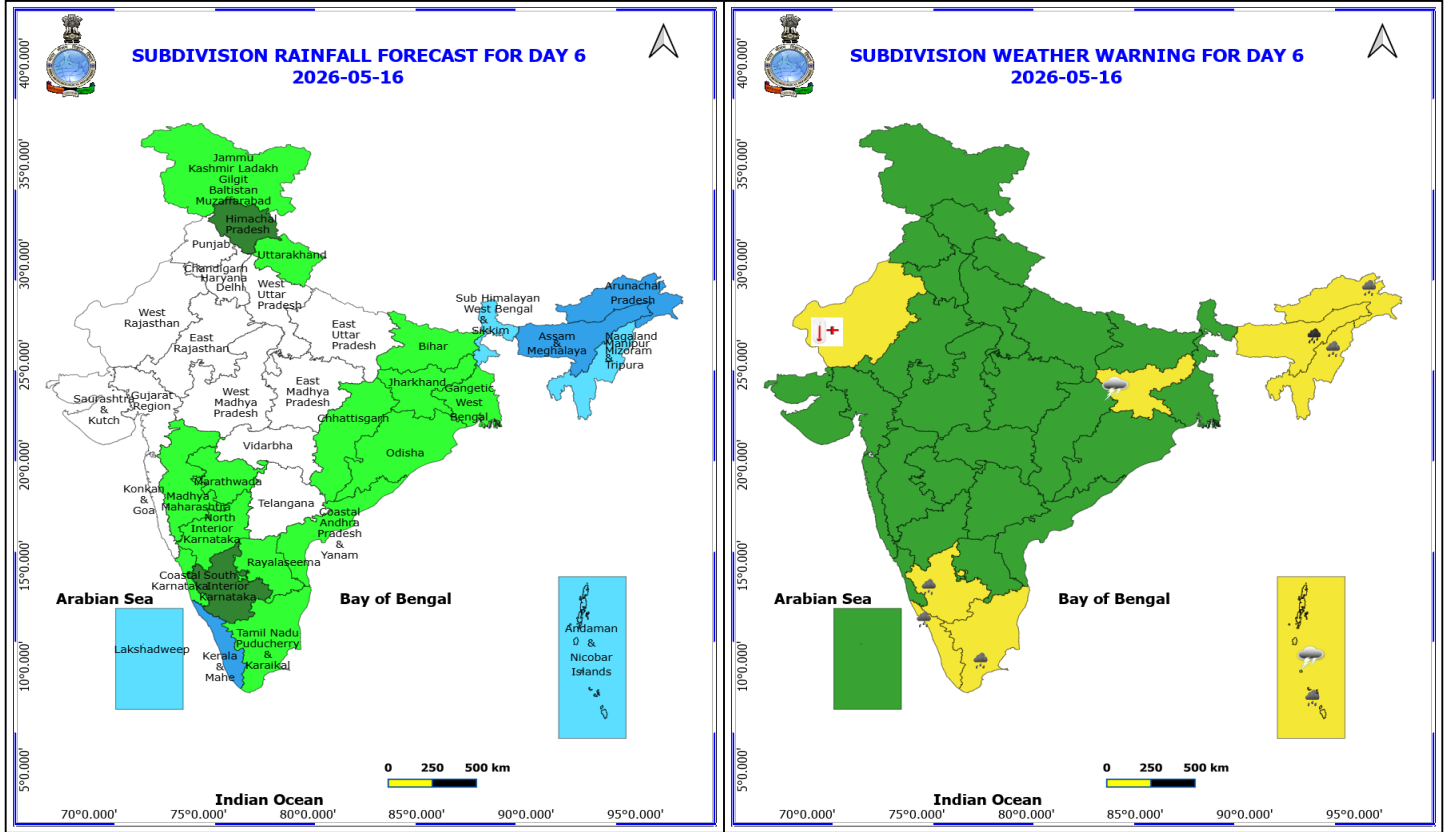 SUBDIVISION RAINFALL FORECAST FOR DAY 6
2026-05-16
40°0.000'
35°0.000'
30°0.000'
25°0.000'
20°0.000'
15°0.000'
10°0.000'
5°0.000'
Jammu
Kashmir Ladakh
Gilgit
Baltistan
Muzaffarabad
Himachal
Pradesh
Punjab
Uttarakhand
Chandigarh
Haryana
Delhi
West
Uttar
Pradesh
West
Rajasthan
East
Rajasthan
East
Uttar
Pradesh
Sub Himalayan
West Bengal
&
Sikkim
Arunachal
Pradesh
Assam
&
Meghalaya
Nagaland
Manipur
Mizoram
&
Tripura
Bihar
Jharkhand
Gangetic
West
Bengal
Saurashtra
&
Kutch
Gujarat
Region
West
Madhya
Pradesh
East
Madhya
Pradesh
Chhattisgarh
Vidarbha
Odisha
Konkan
&
Goa
Marathwada
Madhya
Maharashtra
North
Interior
Karnataka
Telangana
Coastal
Andhra
Pradesh
&
Yanam
Rayalaseema
Coastal
Karnataka
South
Interior
Karnataka
Arabian Sea
Bay of Bengal
Lakshadweep
Kerala
&
Mahe
Tamil Nadu
Puducherry
&
Karaikal
Andaman
&
Nicobar
Islands
0 250 500 km
Indian Ocean
70°0.000' 75°0.000' 80°0.000' 85°0.000' 90°0.000' 95°0.000'
SUBDIVISION WEATHER WARNING FOR DAY 6
2026-05-16
40°0.000'
35°0.000'
30°0.000'
25°0.000'
20°0.000'
15°0.000'
10°0.000'
5°0.000'
Arabian Sea
Bay of Bengal
0 250 500 km
Indian Ocean
70°0.000' 75°0.000' 80°0.000' 85°0.000' 90°0.000' 95°0.000'